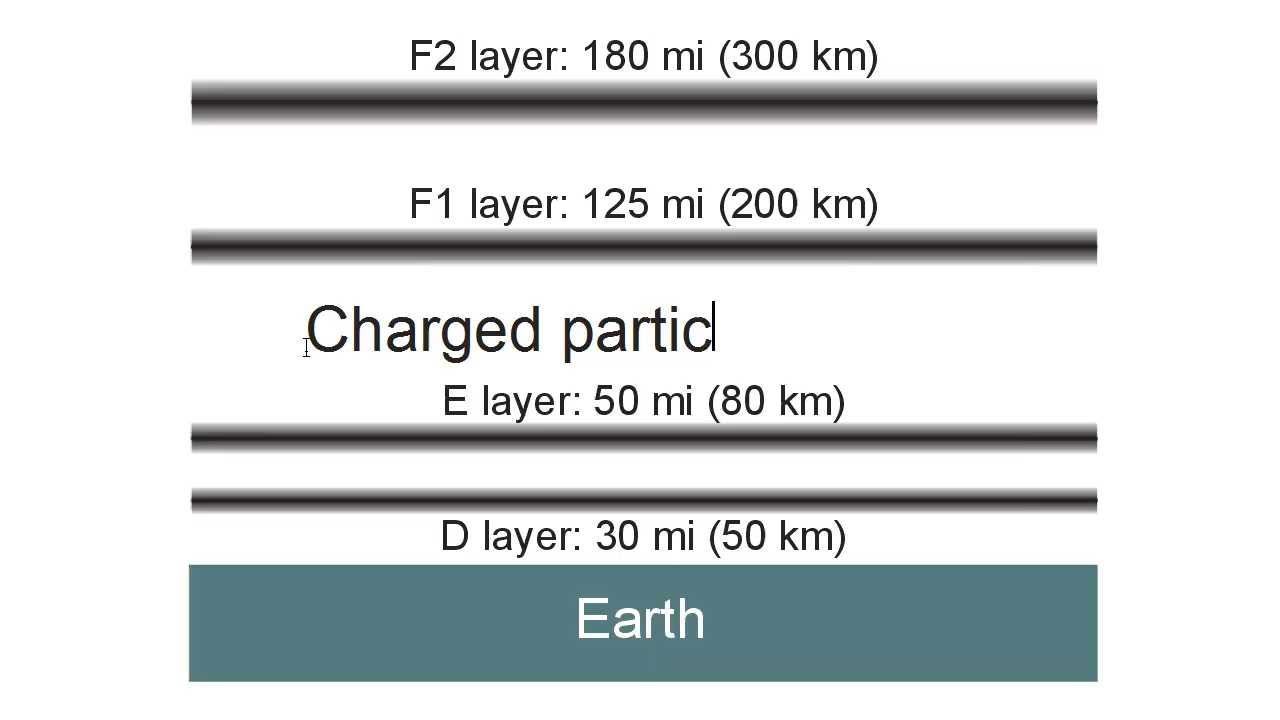 F2 layer: 180 mi (300 km)
F1 layer: 125 mi (200 km)
Charged partic
E layer: 50 mi (80 km)
D layer: 30 mi (50 km)
Earth